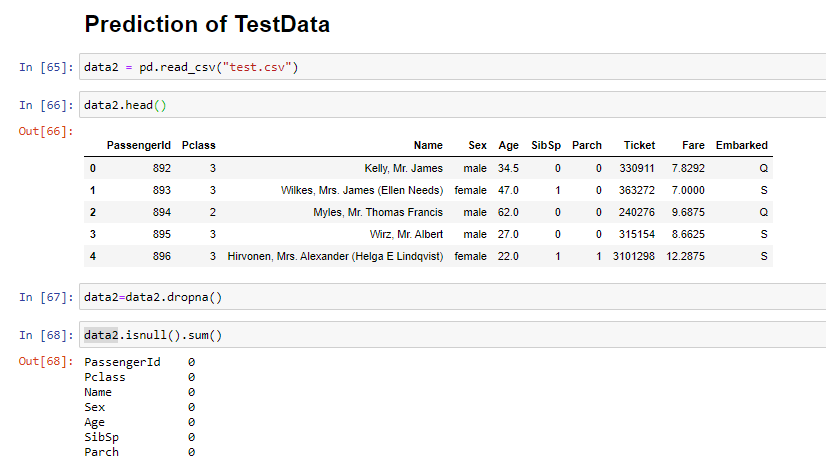 Prediction of TestData
In [65]: data2 = pd.read_csv("test.csv")
In [66]: data2.head()
Out[66]:
PassengerId Pclass Name Sex Age SibSp Parch Ticket Fare Embarked
0 892 3 Kelly, Mr. James male 34.5 0 0 330911 7.8292 Q
1 893 3 Wilkes, Mrs. James (Ellen Needs) female 47.0 1 0 363272 7.0000 S
2 894 2 Myles, Mr. Thomas Francis male 62.0 0 0 240276 9.6875 Q
3 895 3 Wirz, Mr. Albert male 27.0 0 0 315154 8.6625 S
4 896 3 Hirvonen, Mrs. Alexander (Helga E Lindqvist) female 22.0 1 1 3101298 12.2875 S
In [67]: data2=data2.dropna()
In [68]: data2.isnull().sum()
Out[68]: PassengerId 0
Pclass 0
Name 0
Sex 0
Age 0
SibSp 0
Parch 0